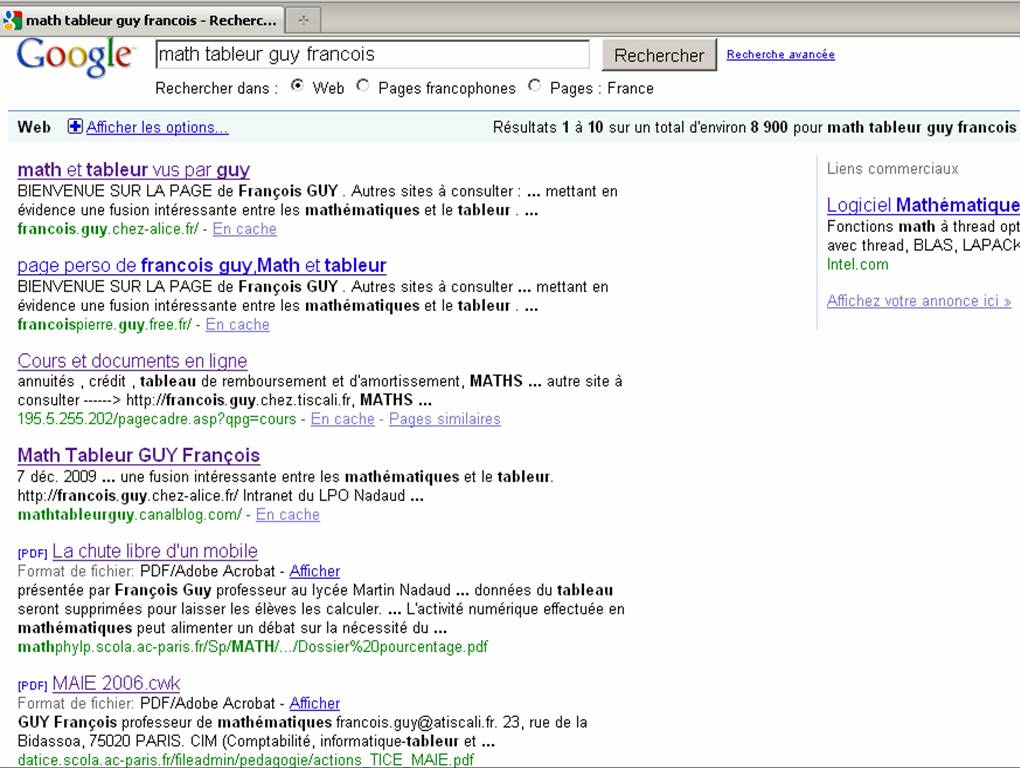 math tableur guy francois - Recherc...
Google
math tableur guy francois
Rechercher
Recherche avancée
Rechercher dans : Web Pages francophones Pages : France
Web Afficher les options...
Résultats 1 à 10 sur un total d'environ 8 900 pour math tableur guy francois
math et tableur vus par guy
BIENVENUE SUR LA PAGE de François GUY . Autres sites à consulter : ... mettant en
évidence une fusion intéressante entre les mathématiques et le tableur . ...
francois.guy.chez-alice.fr/ - En cache
page perso de francois guy,Math et tableur
BIENVENUE SUR LA PAGE de François GUY . Autres sites à consulter ... mettant en
évidence une fusion intéressante entre les mathématiques et le tableur . ...
francoispierre.guy.free.fr/ - En cache
Cours et documents en ligne
annuités , crédit , tableau de remboursement et d'amortissement, MATHS ... autre site à
consulter ------> http://francois.guy.chez.tiscali.fr, MATHS ...
195.5.255.202/pagecadre.asp?qpg=cours - En cache - Pages similaires
Math Tableur GUY François
7 déc. 2009 ... une fusion intéressante entre les mathématiques et le tableur.
http://francois.guy.chez-alice.fr/ Intranet du LPO Nadaud ...
mathtableurguy.canalblog.com/ - En cache
[PDF] La chute libre d'un mobile
Format de fichier: PDF/Adobe Acrobat - Afficher
présentée par François Guy professeur au lycée Martin Nadaud ... données du tableau
seront supprimées pour laisser les élèves les calculer. ... L'activité numérique effectuée en
mathématiques peut alimenter un débat sur la nécessité du ...
mathphylp.scola.ac-paris.fr/Sp/MATH/.../Dossier%20pourcentage.pdf
[PDF] MAIE 2006.cwk
Format de fichier: PDF/Adobe Acrobat - Afficher
GUY François professeur de mathématiques francois.guy@atiscali.fr. 23, rue de la
Bidassoa, 75020 PARIS. CIM (Comptabilité, informatique-tableur et ...
datice.scola.ac-paris.fr/fileadmin/pedagogie/actions_TICE_MAIE.pdf
Liens commerciaux
Logiciel Mathématique
Fonctions math à thread opt
avec thread, BLAS, LAPACK
Intel.com
Affichez votre annonce ici »